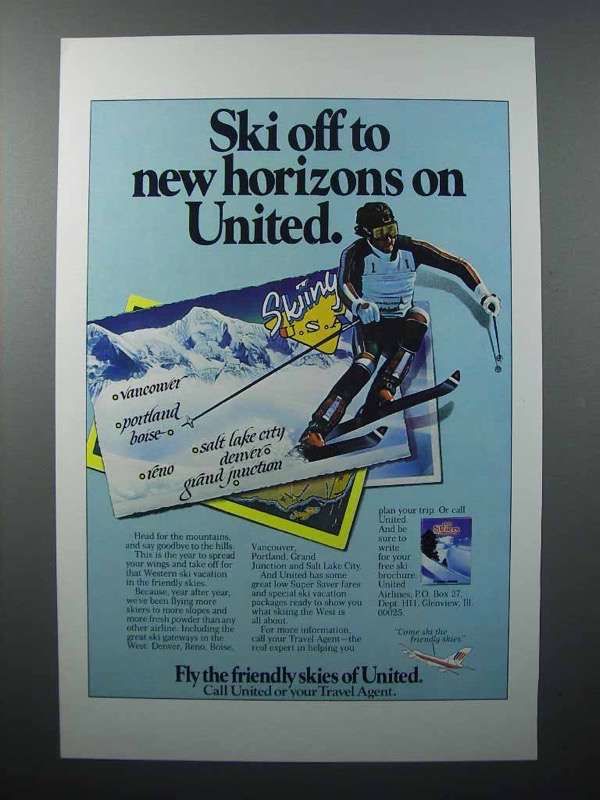 Ski off to
new horizons on
United.
Skiing
U.S.A.
vancouver
portland
boise
reno
salt lake city
denver
grand junction
Head for the mountains,
and say goodbye to the hills.
This is the year to spread
your wings and take off for
that Western ski vacation
in the friendly skies.
Because, year after year,
we've been flying more
skiers to more slopes and
more fresh powder than any
other airline. Including the
great ski gateways in the
West: Denver, Reno, Boise,
Vancouver,
Portland, Grand
Junction and Salt Lake City.
And United has some
great low Super Saver fares
and special ski vacation
packages ready to show you
what skiing the West is
all about.
For more information,
call your Travel Agent—the
real expert in helping you
plan your trip. Or call
United.
And be
sure to
write
for your
free ski
brochure:
United
Airlines, P.O. Box 27,
Dept. H11, Glenview, Ill.
60025.
"Come ski the
friendly skies"
Fly the friendly skies of United.
Call United or your Travel Agent.